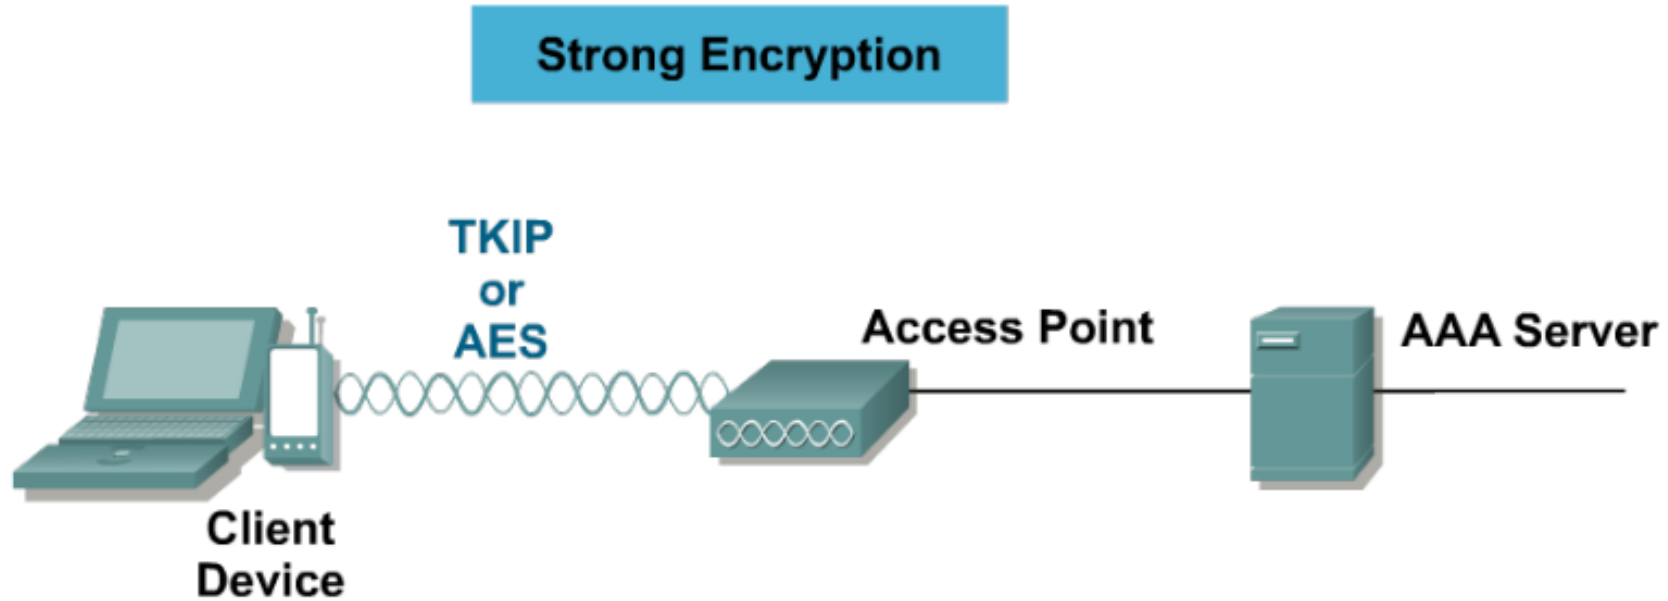 Strong Encryption
TKIP
or
AES
Access Point
AAA Server
Client
Device